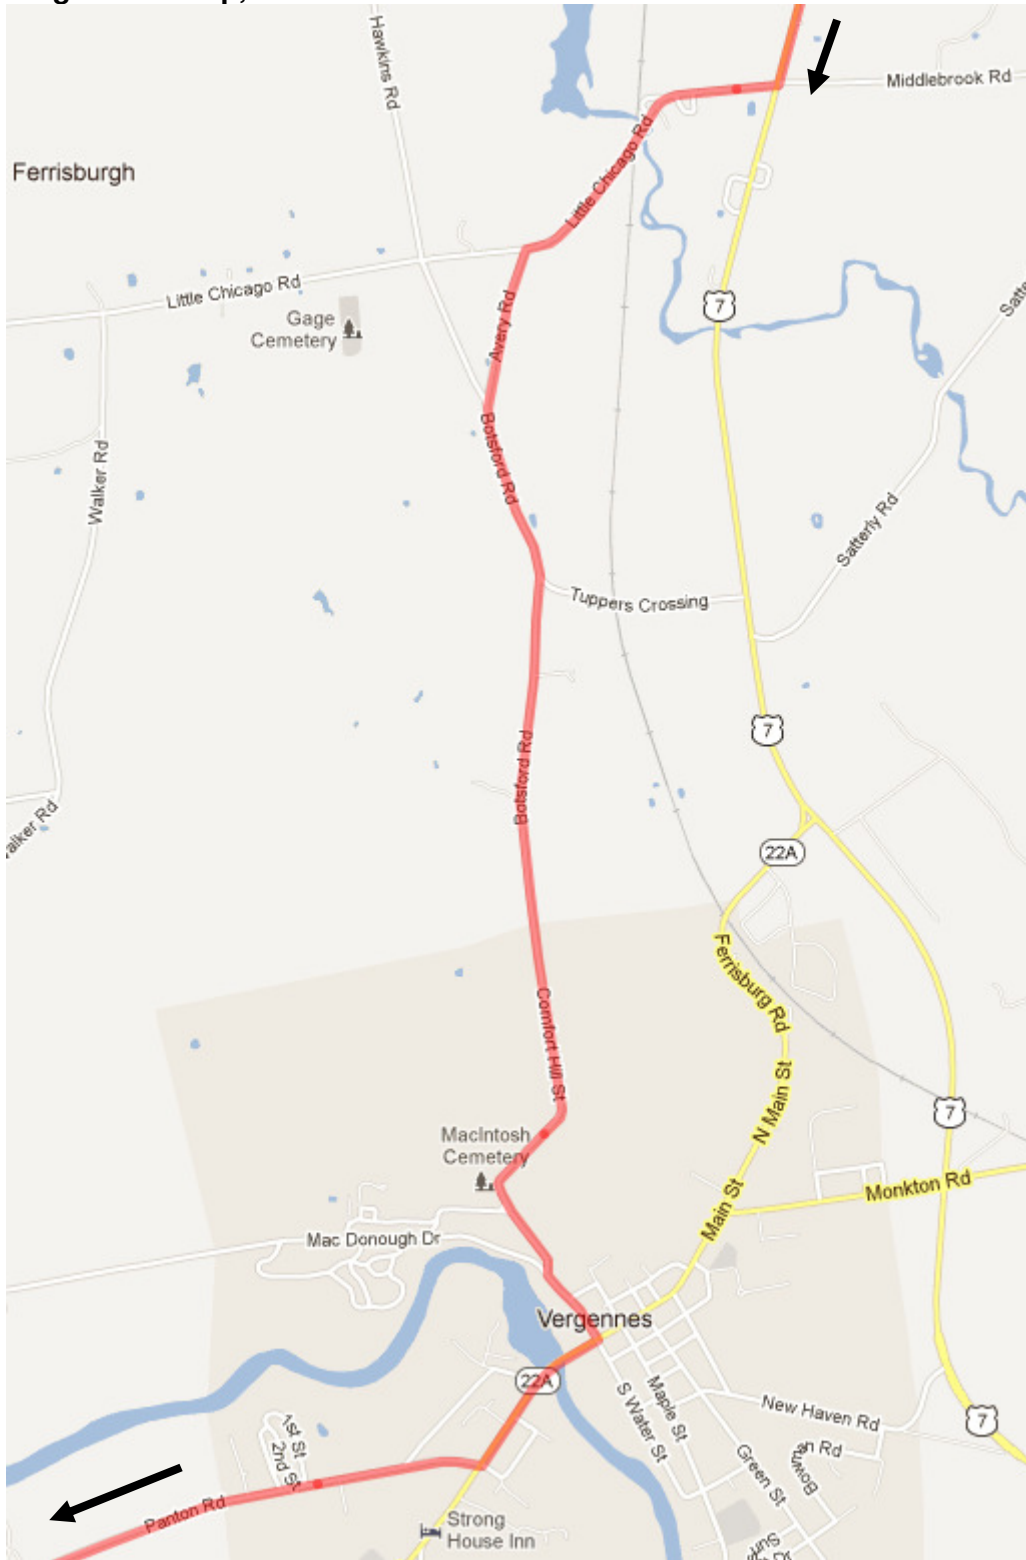 Hawkins Rd
Middlebrook Rd
Ferrisburgh
Little Chicago Rd
Little Chicago Rd
7
Gage
Cemetery
Avery Rd
Botsford Rd
Walker Rd
Satterly Rd
Tuppers Crossing
7
Botsford Rd
22A
Ferrisburg Rd
Comfort Hill St
N Main St
7
MacIntosh
Cemetery
Monkton Rd
Main St
Mac Donough Dr
Vergennes
22A
Maple St
S Water St
New Haven Rd
7
1st St
2nd St
Green St
Panton Rd
Strong
House Inn